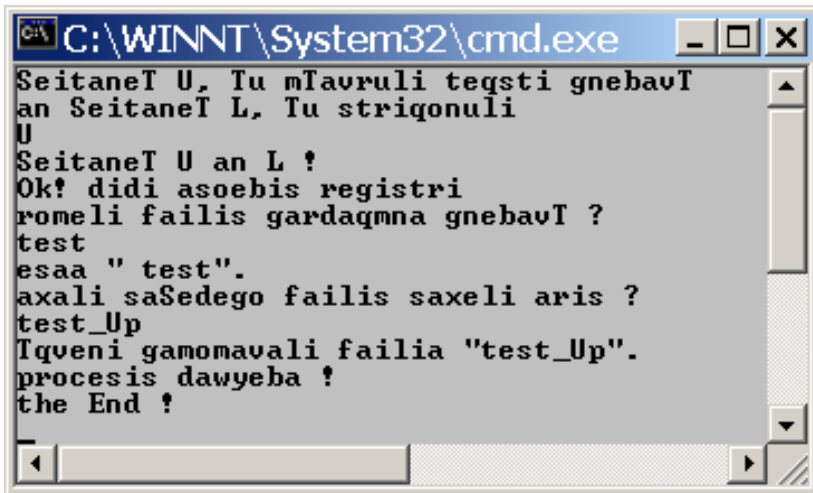 C:\WINNT\System32\cmd.exe
SeitaneT U, Tu mTavruli teqsti gnebavT
an SeitaneT L, Tu striqonuli
U
SeitaneT U an L !
Ok! didi asoebis registri
romeli failis gardaqmna gnebavT ?
test
esaa " test".
axali saSedego failis saxeli aris ?
test_Up
Tqveni gamomavali failia "test_Up".
procesis dawyeba !
the End !